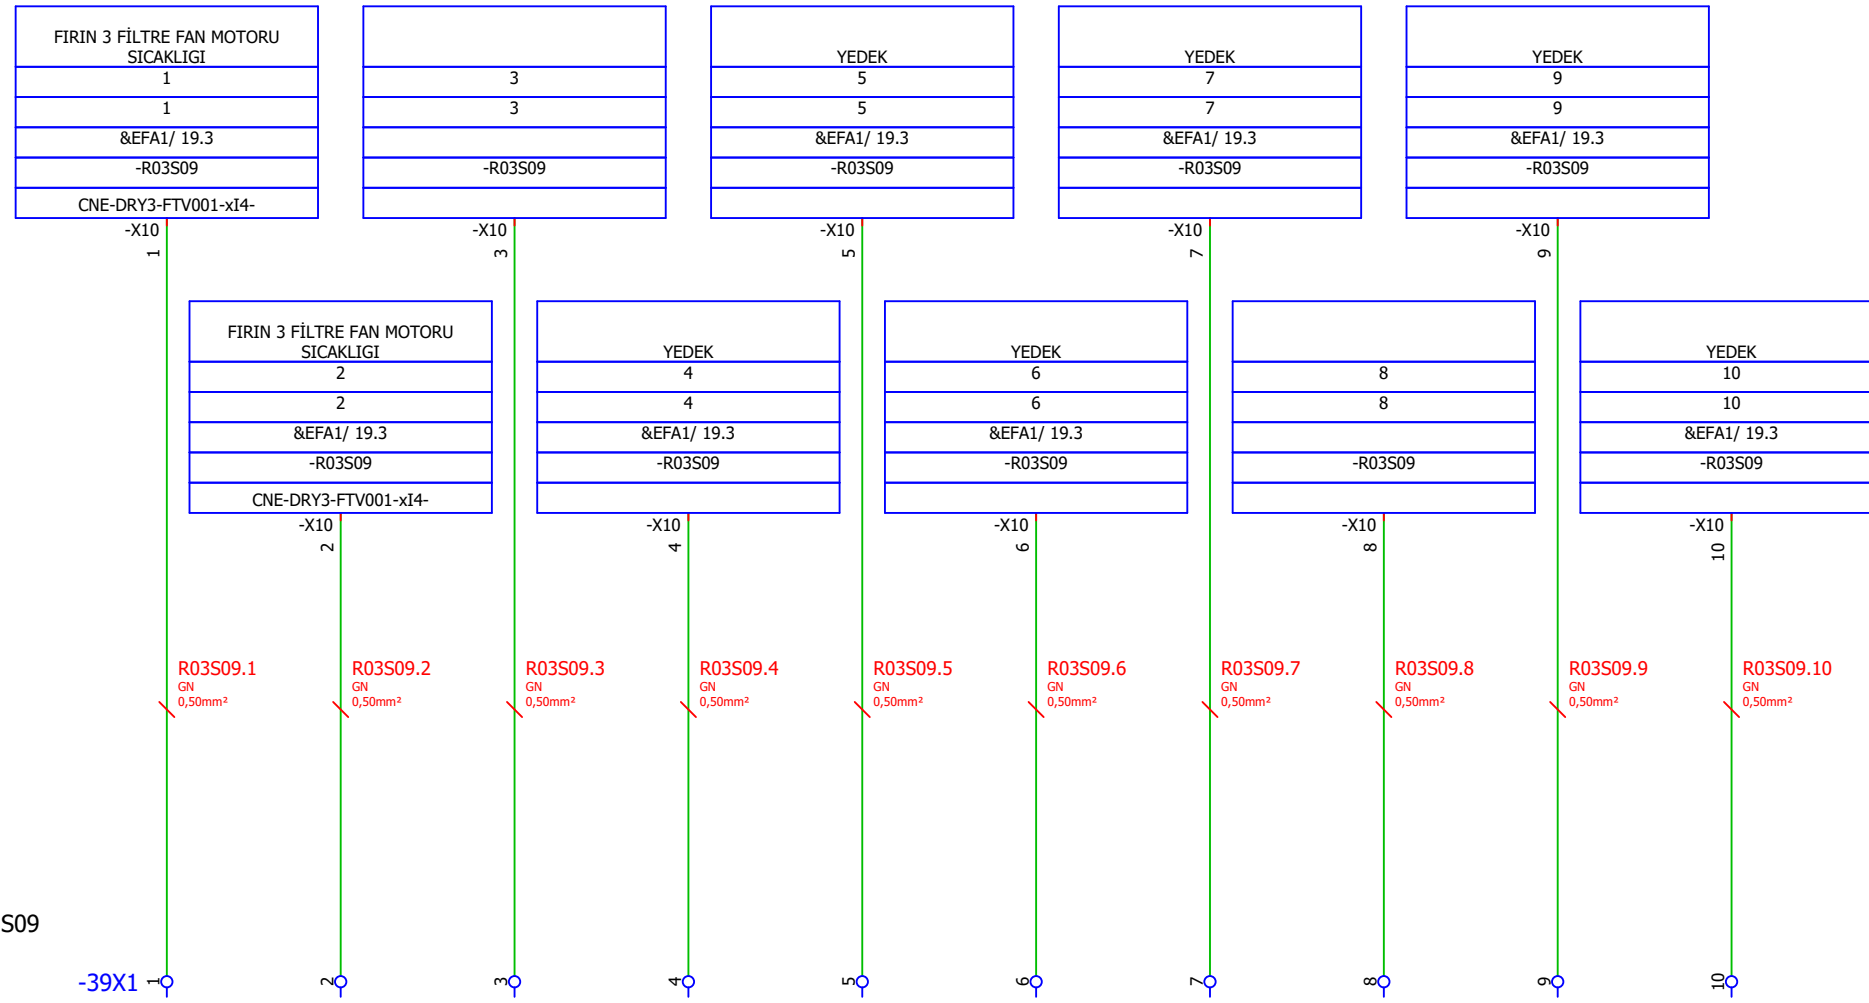 FIRIN 3 FİLTRE FAN MOTORU
SICAKLIGI
1
1
&EFA1/ 19.3
-R03S09
CNE-DRY3-FTV001-xI4-
-X10
1
3
3
-R03S09
-X10
3
YEDEK
5
5
&EFA1/ 19.3
-R03S09
-X10
5
YEDEK
7
7
&EFA1/ 19.3
-R03S09
-X10
7
YEDEK
9
9
&EFA1/ 19.3
-R03S09
-X10
9
FIRIN 3 FİLTRE FAN MOTORU
SICAKLIGI
2
2
&EFA1/ 19.3
-R03S09
CNE-DRY3-FTV001-xI4-
-X10
2
YEDEK
4
4
&EFA1/ 19.3
-R03S09
-X10
4
YEDEK
6
6
&EFA1/ 19.3
-R03S09
-X10
6
8
8
-R03S09
-X10
8
YEDEK
10
10
&EFA1/ 19.3
-R03S09
-X10
10
R03S09.1
GN
0,50mm²
R03S09.2
GN
0,50mm²
R03S09.3
GN
0,50mm²
R03S09.4
GN
0,50mm²
R03S09.5
GN
0,50mm²
R03S09.6
GN
0,50mm²
R03S09.7
GN
0,50mm²
R03S09.8
GN
0,50mm²
R03S09.9
GN
0,50mm²
R03S09.10
GN
0,50mm²
S09
-39X1 1 2 3 4 5 6 7 8 9 10